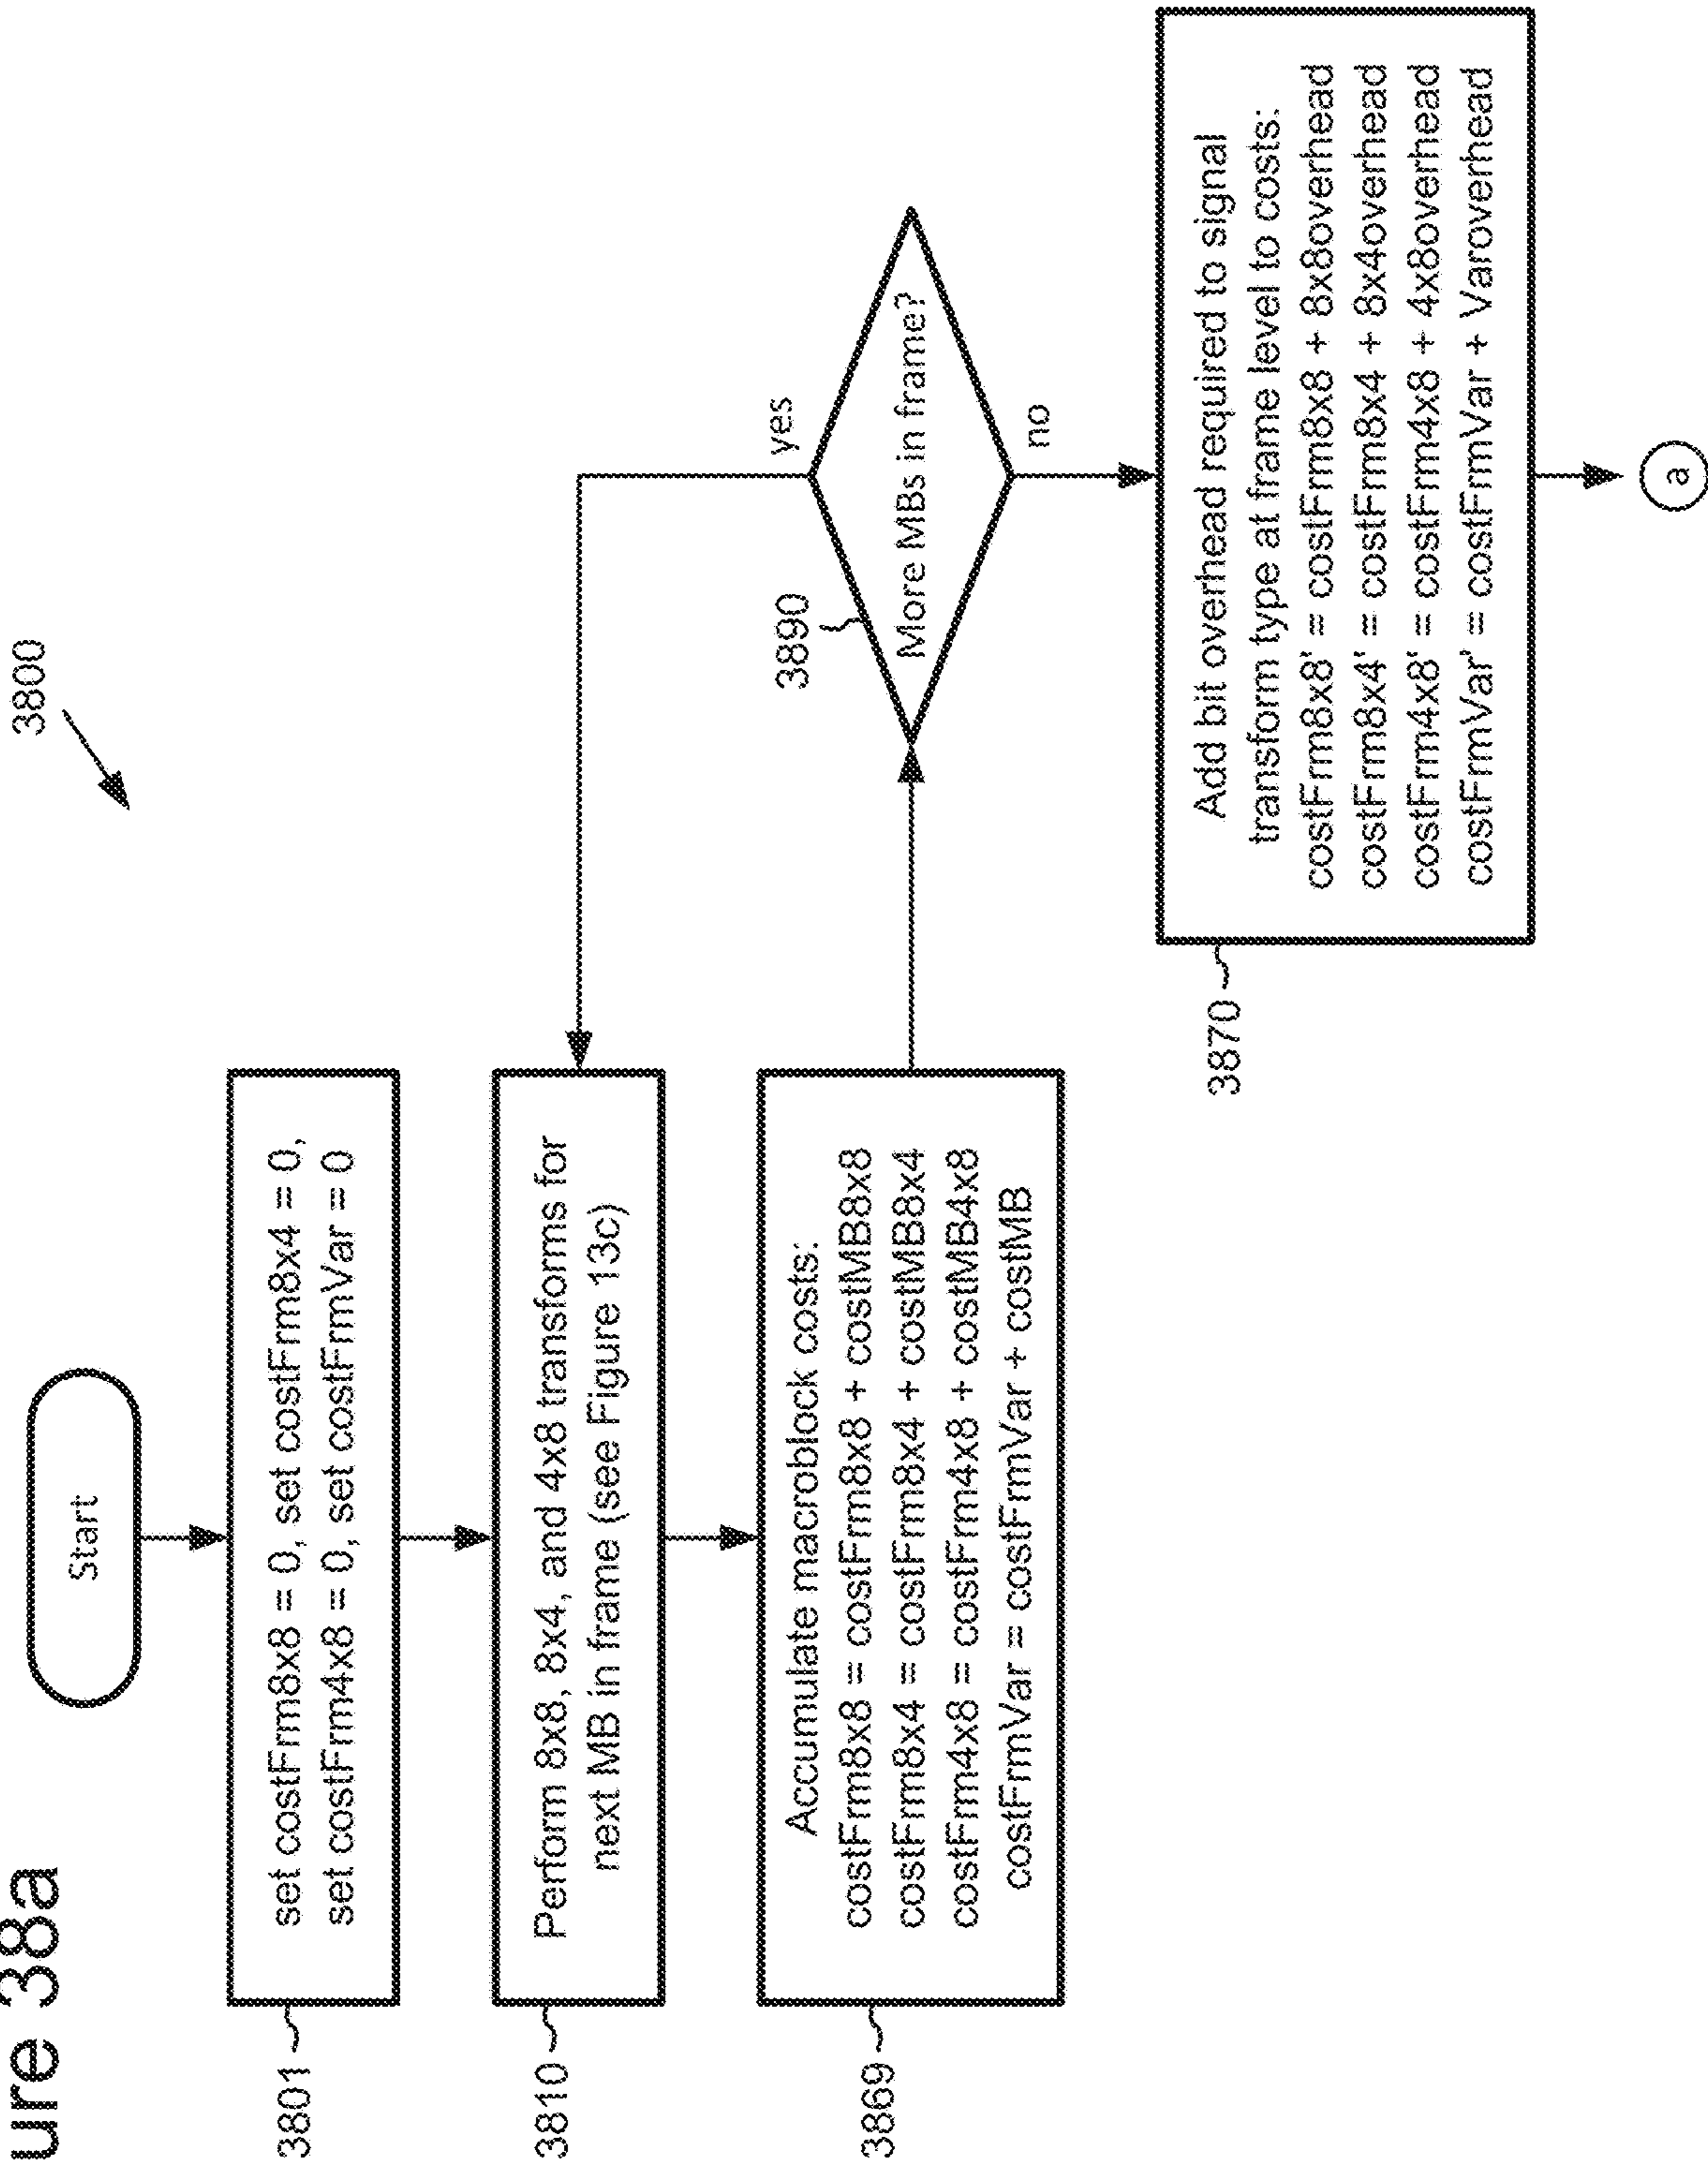 ure 38a
3800
Start
3801
set costFrm8x8 = 0, set costFrm8x4 = 0,
set costFrm4x8 = 0, set costFrmVar = 0
3810
Perform 8x8, 8x4, and 4x8 transforms for
next MB in frame (see Figure 13c)
3869
Accumulate macroblock costs:
costFrm8x8 = costFrm8x8 + costMB8x8
costFrm8x4 = costFrm8x4 + costMB8x4
costFrm4x8 = costFrm4x8 + costMB4x8
costFrmVar = costFrmVar + costMB
3890
More MBs in frame?
yes
no
3870
Add bit overhead required to signal
transform type at frame level to costs:
costFrm8x8' = costFrm8x8 + 8x8overhead
costFrm8x4' = costFrm8x4 + 8x4overhead
costFrm4x8' = costFrm4x8 + 4x8overhead
costFrmVar' = costFrmVar + Varoverhead
a